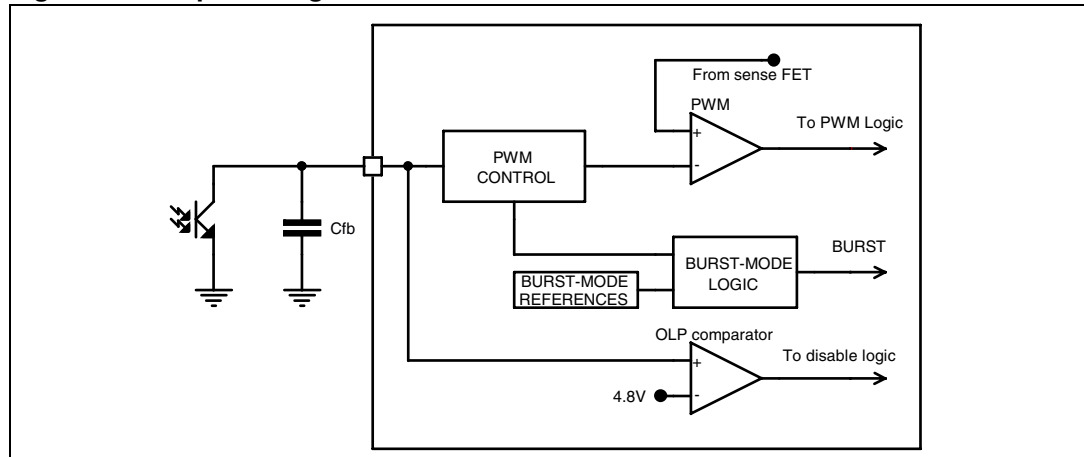 From sense FET
PWM
+
-
To PWM Logic
PWM
CONTROL
Cfb
BURST-MODE
REFERENCES
BURST-MODE
LOGIC
BURST
OLP comparator
+
-
4.8V
To disable logic